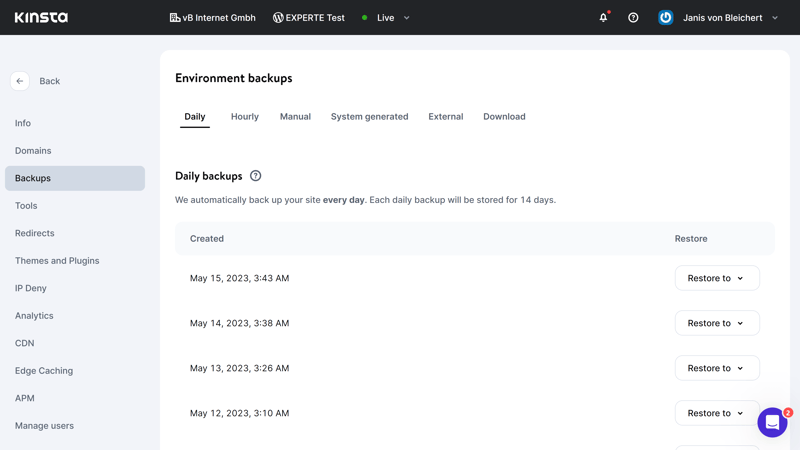 KINSTA
vB Internet Gmbh
EXPERTE Test
Live
Janis von Bleichert
Back
Info
Domains
Backups
Tools
Redirects
Themes and Plugins
IP Deny
Analytics
CDN
Edge Caching
APM
Manage users
Environment backups
Daily Hourly Manual System generated External Download
Daily backups ?
We automatically back up your site every day. Each daily backup will be stored for 14 days.
Created Restore
May 15, 2023, 3:43 AM Restore to
May 14, 2023, 3:38 AM Restore to
May 13, 2023, 3:26 AM Restore to
May 12, 2023, 3:10 AM Restore to
2